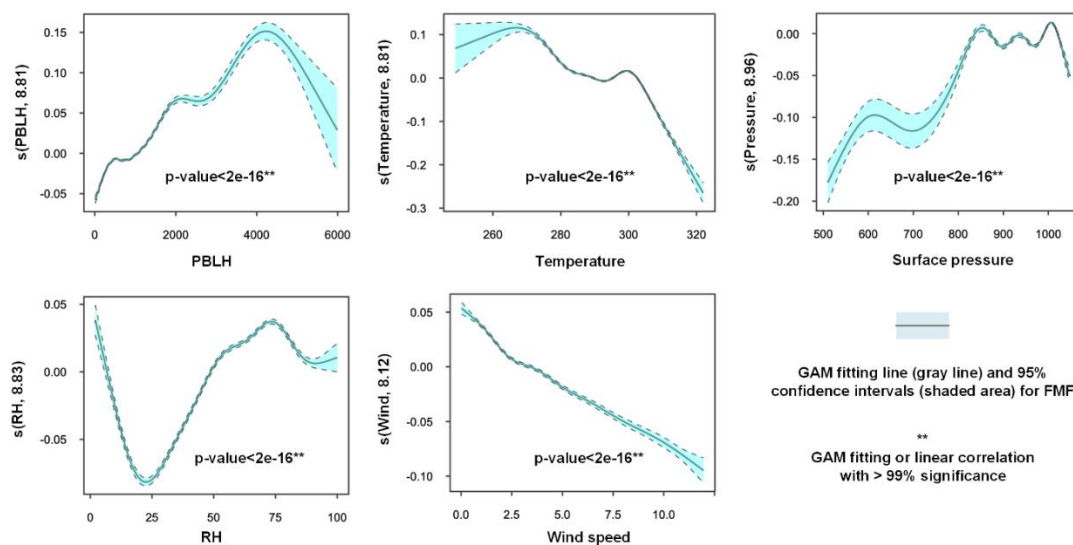 s(PBLH, 8.81)
0.15
0.10
0.05
0.00
-0.05
p-value<2e-16**
0 2000 4000 6000
PBLH
s(Temperature, 8.81)
0.1
0.0
-0.1
-0.2
-0.3
p-value<2e-16**
260 280 300 320
Temperature
s(Pressure, 8.96)
0.00
-0.05
-0.10
-0.15
-0.20
p-value<2e-16**
500 600 700 800 900 1000
Surface pressure
s(RH, 8.83)
0.05
0.00
-0.05
p-value<2e-16**
0 25 50 75 100
RH
s(Wind, 8.12)
0.05
0.00
-0.05
-0.10
p-value<2e-16**
0.0 2.5 5.0 7.5 10.0
Wind speed
GAM fitting line (gray line) and 95%
confidence intervals (shaded area) for FMF
**
GAM fitting or linear correlation
with > 99% significance